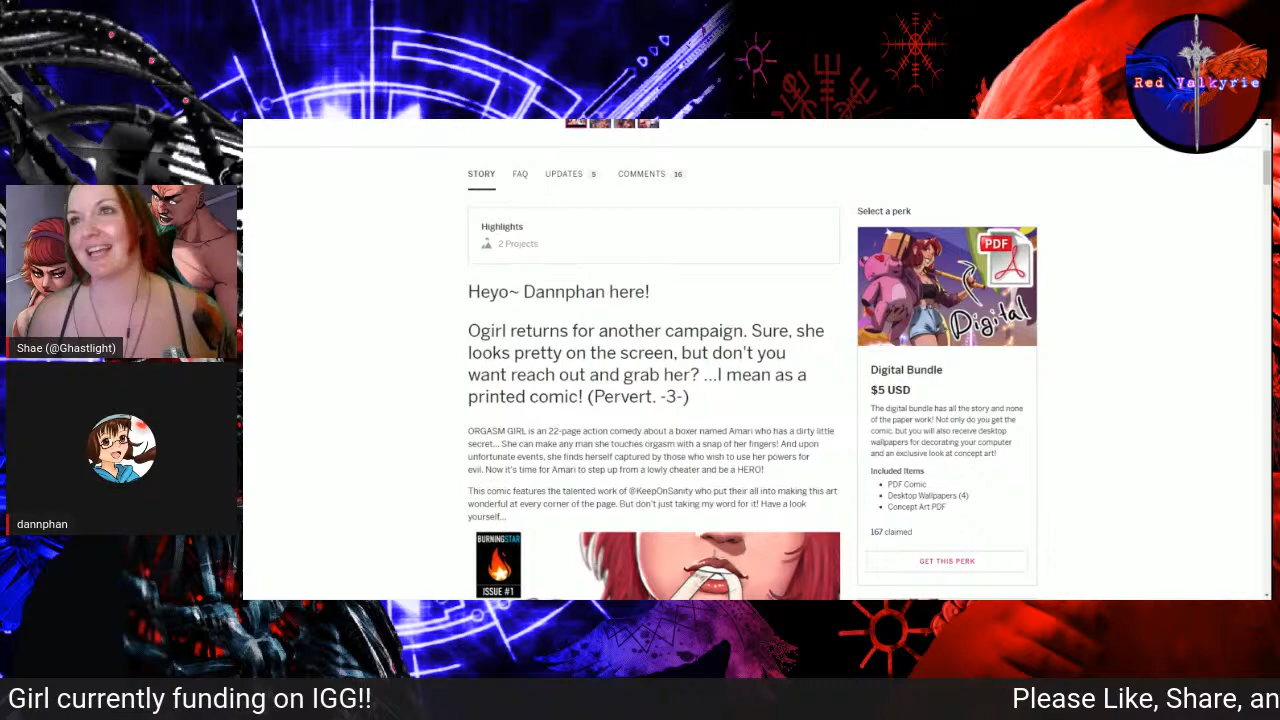 Red Valkyrie
STORY FAQ UPDATES 5 COMMENTS 16
Highlights
2 Projects
Heyo~ Dannphan here!
Ogirl returns for another campaign. Sure, she
looks pretty on the screen, but don't you
want reach out and grab her? ...I mean as a
printed comic! (Pervert. -3-)
ORGASM GIRL is an 22-page action comedy about a boxer named Amari who has a dirty little
secret... She can make any man she touches orgasm with a snap of her fingers! And upon
unfortunate events, she finds herself captured by those who wish to use her powers for
evil. Now it's time for Amari to step up from a lowly cheater and be a HERO!
This comic features the talented work of @KeepOnSanity who put their all into making this art
wonderful at every corner of the page. But don't just taking my word for it! Have a look
yourself...
BURNINGSTAR
ISSUE #1
Select a perk
PDF
Digital
Digital Bundle
$5 USD
The digital bundle has all the story and none
of the paper work! Not only do you get the
comic, but you will also receive desktop
wallpapers for decorating your computer
and an exclusive look at concept art!
Included Items
PDF Comic
Desktop Wallpapers (4)
Concept Art PDF
167 claimed
GET THIS PERK
Shae (@Ghastlight)
dannphan
Girl currently funding on IGG!! Please Like, Share, an